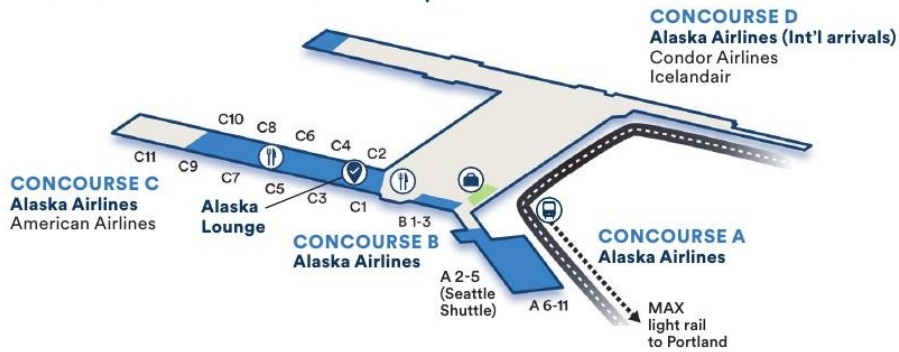 CONCOURSE D
Alaska Airlines (Int'l arrivals)
Condor Airlines
Icelandair
C10
C8
C6
C4
C2
C11
C9
C7
C5
C3
C1
CONCOURSE C
Alaska Airlines
American Airlines
Alaska
Lounge
B 1-3
CONCOURSE B
Alaska Airlines
CONCOURSE A
Alaska Airlines
A 2-5
(Seattle
Shuttle)
A 6-11
MAX
light rail
to Portland